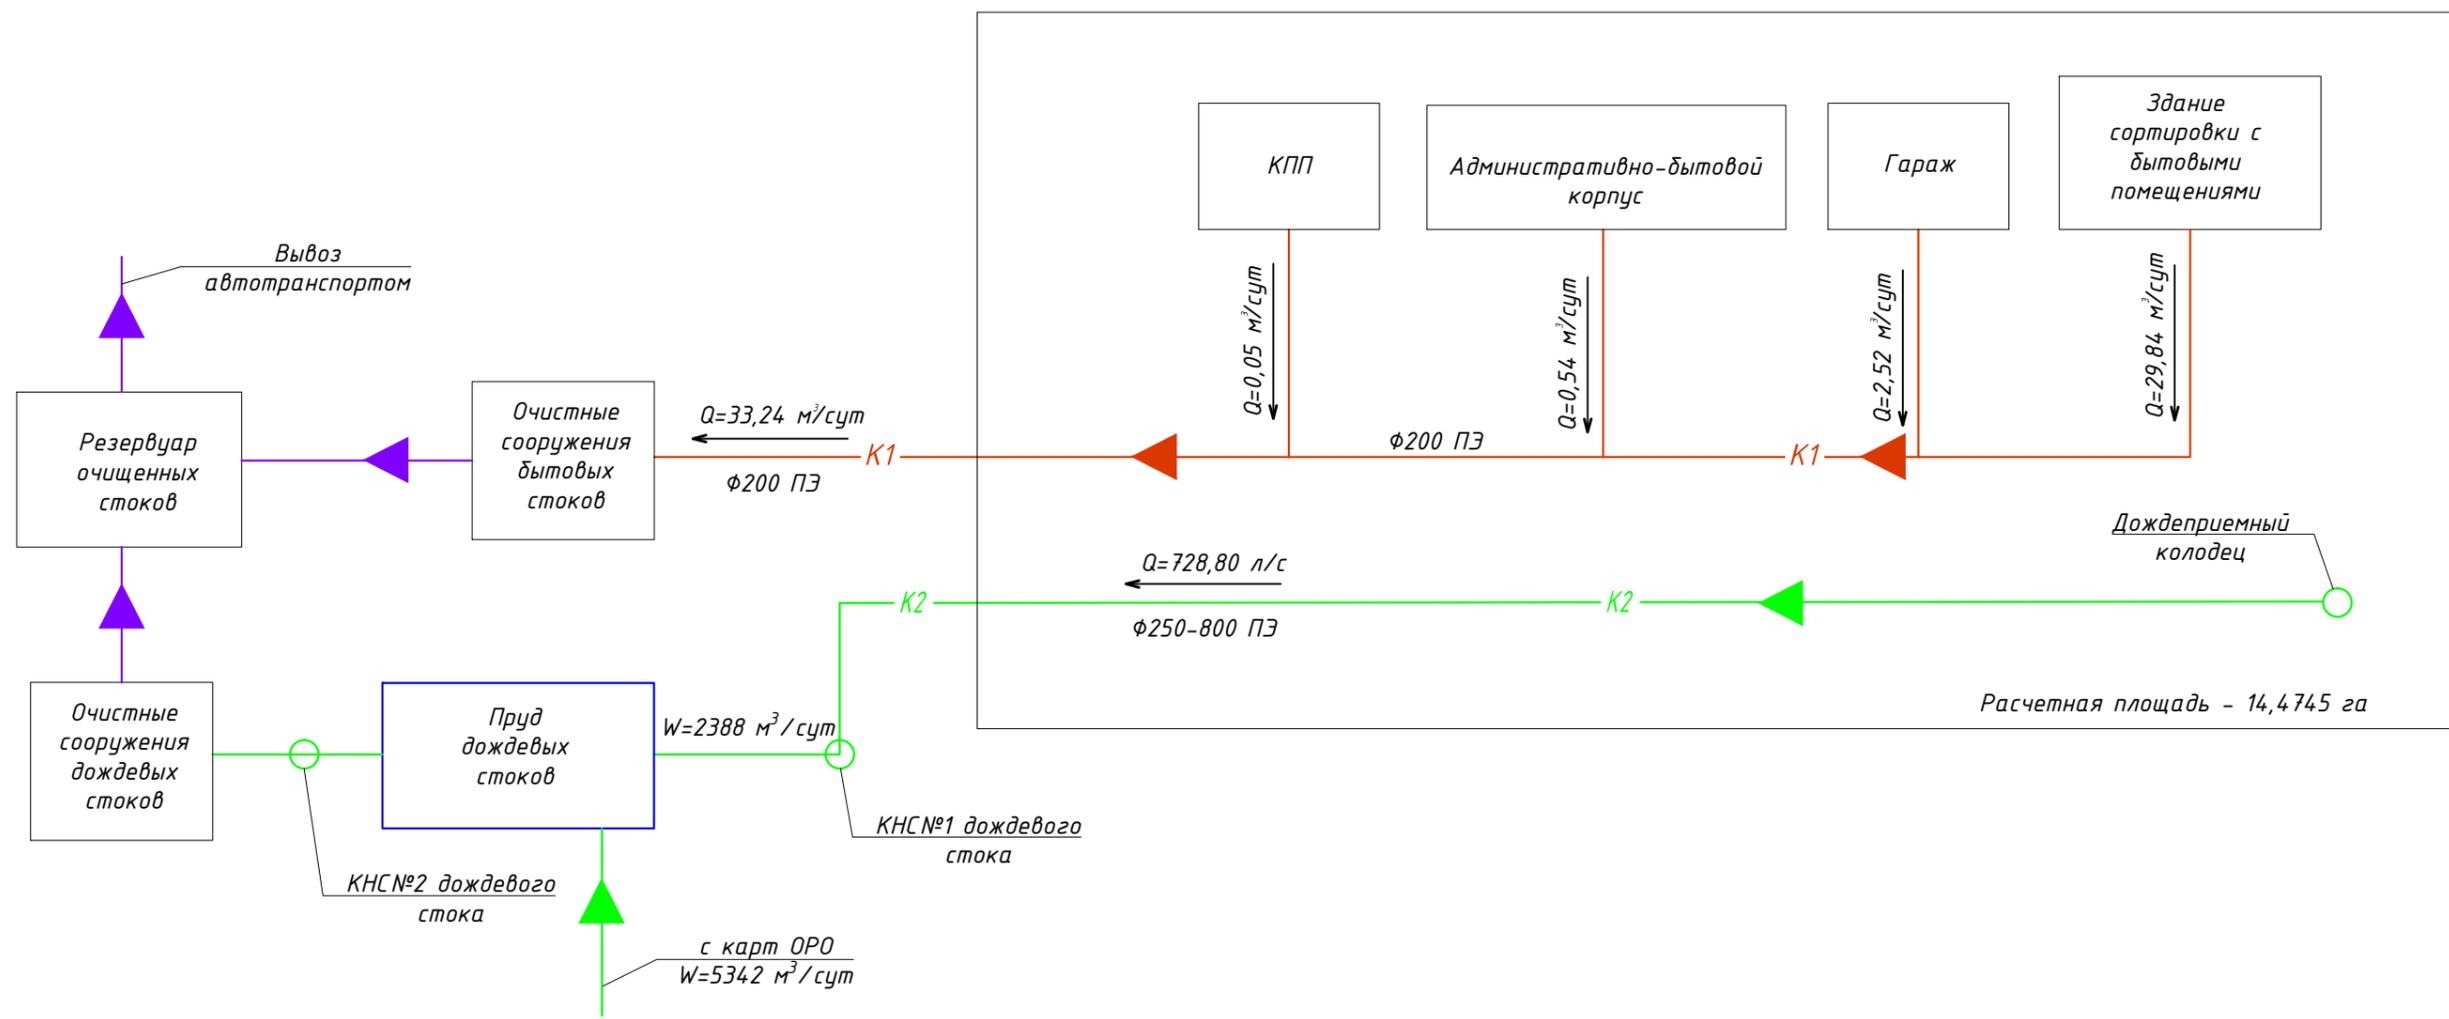 Здание
сортировки с
бытовыми
помещениями
КПП
Административно-бытовой
корпус
Гараж
Q=0,05 м³/сут
Q=0,54 м³/сут
Q=2,52 м³/сут
Q=29,84 м³/сут
Вывоз
автотранспортом
Резервуар
очищенных
стоков
Очистные
сооружения
бытовых
стоков
Q=33,24 м³/сут
Ф200 ПЭ
К1
Ф200 ПЭ
К1
Дождеприемный
колодец
Q=728,80 л/с
К2
Ф250-800 ПЭ
К2
Расчетная площадь - 14,4745 га
Очистные
сооружения
дождевых
стоков
Пруд
дождевых
стоков
W=2388 м³/сут
КНС№1 дождевого
стока
КНС№2 дождевого
стока
с карт ОРО
W=5342 м³/сут